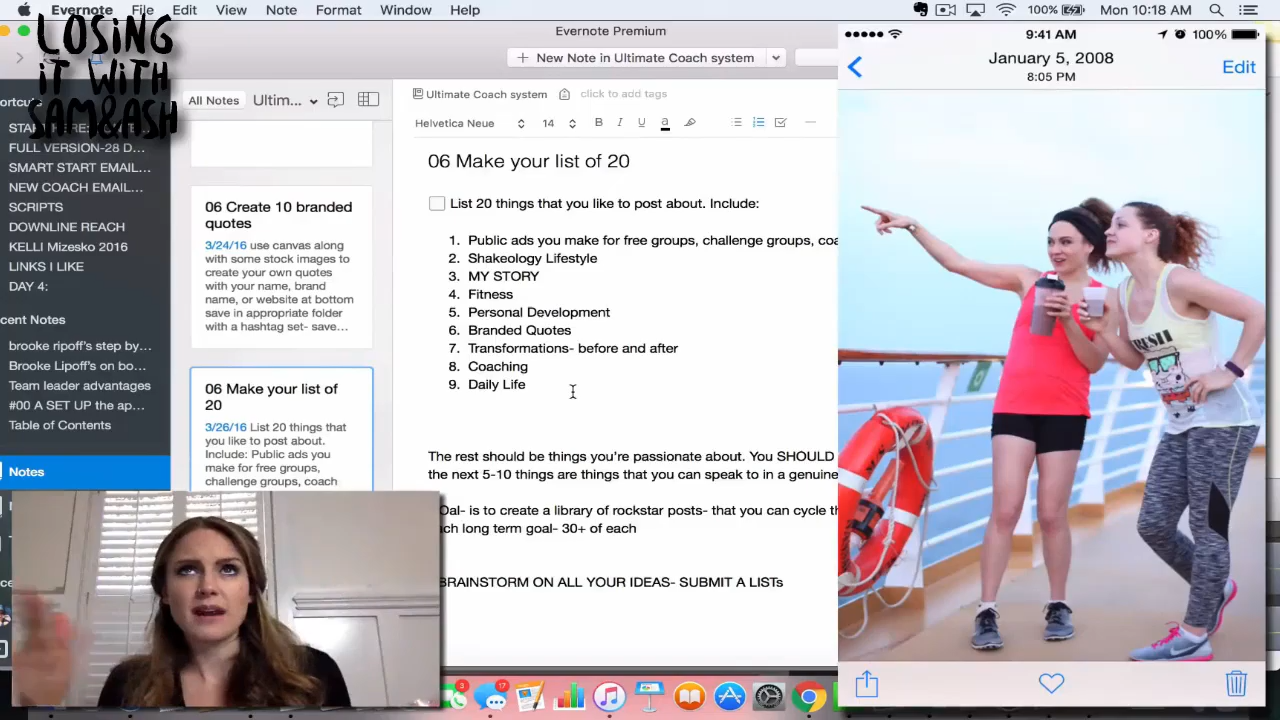 Evernote File Edit View Note Format Window Help
100% Mon 10:18 AM
LOSING
iT WiTH
SAM&ASH
Evernote Premium
New Note in Ultimate Coach system
All Notes Ultim...
FULL VERSION-28 D...
SMART START EMAIL...
NEW COACH EMAIL...
SCRIPTS
DOWNLINE REACH
KELLI Mizesko 2016
LINKS I LIKE
DAY 4:
cent Notes
brooke ripoff's step by...
Brooke Lipoff's on bo...
Team leader advantages
#00 A SET UP the ap...
Table of Contents
Notes
06 Create 10 branded
quotes
3/24/16 use canvas along
with some stock images to
create your own quotes
with your name, brand
name, or website at bottom
save in appropriate folder
with a hashtag set- save...
06 Make your list of
20
3/26/16 List 20 things that
you like to post about.
Include: Public ads you
make for free groups,
challenge groups, coach
Ultimate Coach system click to add tags
Helvetica Neue 14 B I U a
06 Make your list of 20
List 20 things that you like to post about. Include:
1. Public ads you make for free groups, challenge groups, coa
2. Shakeology Lifestyle
3. MY STORY
4. Fitness
5. Personal Development
6. Branded Quotes
7. Transformations- before and after
8. Coaching
9. Daily Life
The rest should be things you're passionate about. You SHOULD
the next 5-10 things are things that you can speak to in a genuine
Oal- is to create a library of rockstar posts- that you can cycle th
ach long term goal- 30+ of each
BRAINSTORM ON ALL YOUR IDEAS- SUBMIT A LISTs
3 17
9:41 AM 100%
January 5, 2008
8:05 PM
Edit